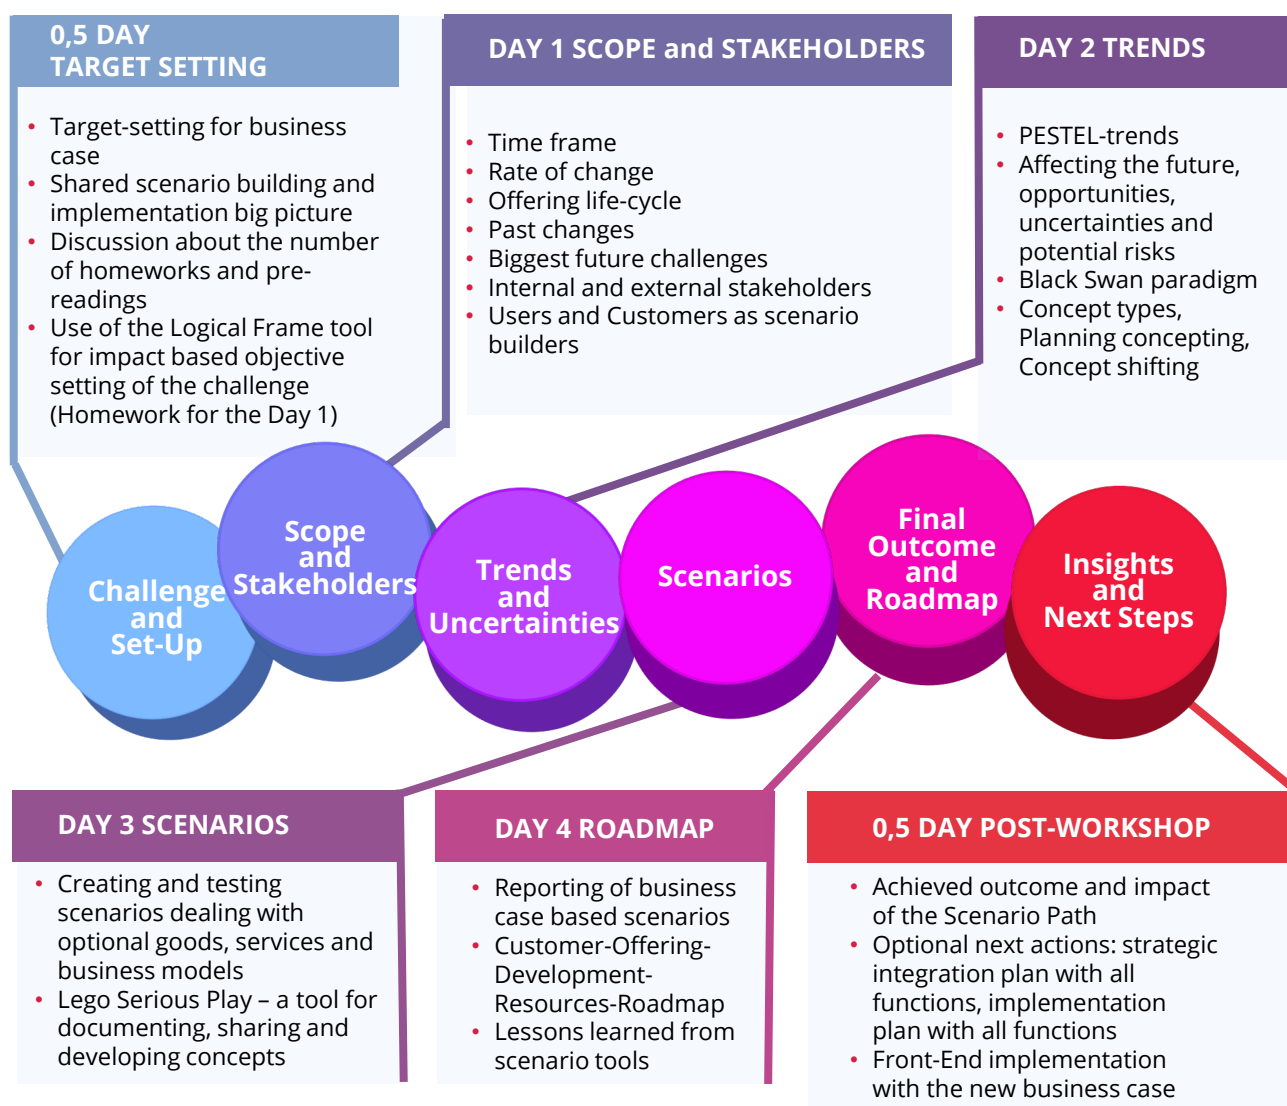 0,5 DAY
TARGET SETTING
• Target-setting for business
case
• Shared scenario building and
implementation big picture
• Discussion about the number
of homeworks and pre-
readings
• Use of the Logical Frame tool
for impact based objective
setting of the challenge
(Homework for the Day 1)
DAY 1 SCOPE and STAKEHOLDERS
• Time frame
• Rate of change
• Offering life-cycle
• Past changes
• Biggest future challenges
• Internal and external stakeholders
• Users and Customers as scenario
builders
DAY 2 TRENDS
• PESTEL-trends
• Affecting the future,
opportunities,
uncertainties and
potential risks
• Black Swan paradigm
• Concept types,
Planning concepting,
Concept shifting
Challenge
and
Set-Up
Scope
and
Stakeholders
Trends
and
Uncertainties
Scenarios
Final
Outcome
and
Roadmap
Insights
and
Next Steps
DAY 3 SCENARIOS
• Creating and testing
scenarios dealing with
optional goods, services and
business models
• Lego Serious Play – a tool for
documenting, sharing and
developing concepts
DAY 4 ROADMAP
• Reporting of business
case based scenarios
• Customer-Offering-
Development-
Resources-Roadmap
• Lessons learned from
scenario tools
0,5 DAY POST-WORKSHOP
• Achieved outcome and impact
of the Scenario Path
• Optional next actions: strategic
integration plan with all
functions, implementation
plan with all functions
• Front-End implementation
with the new business case